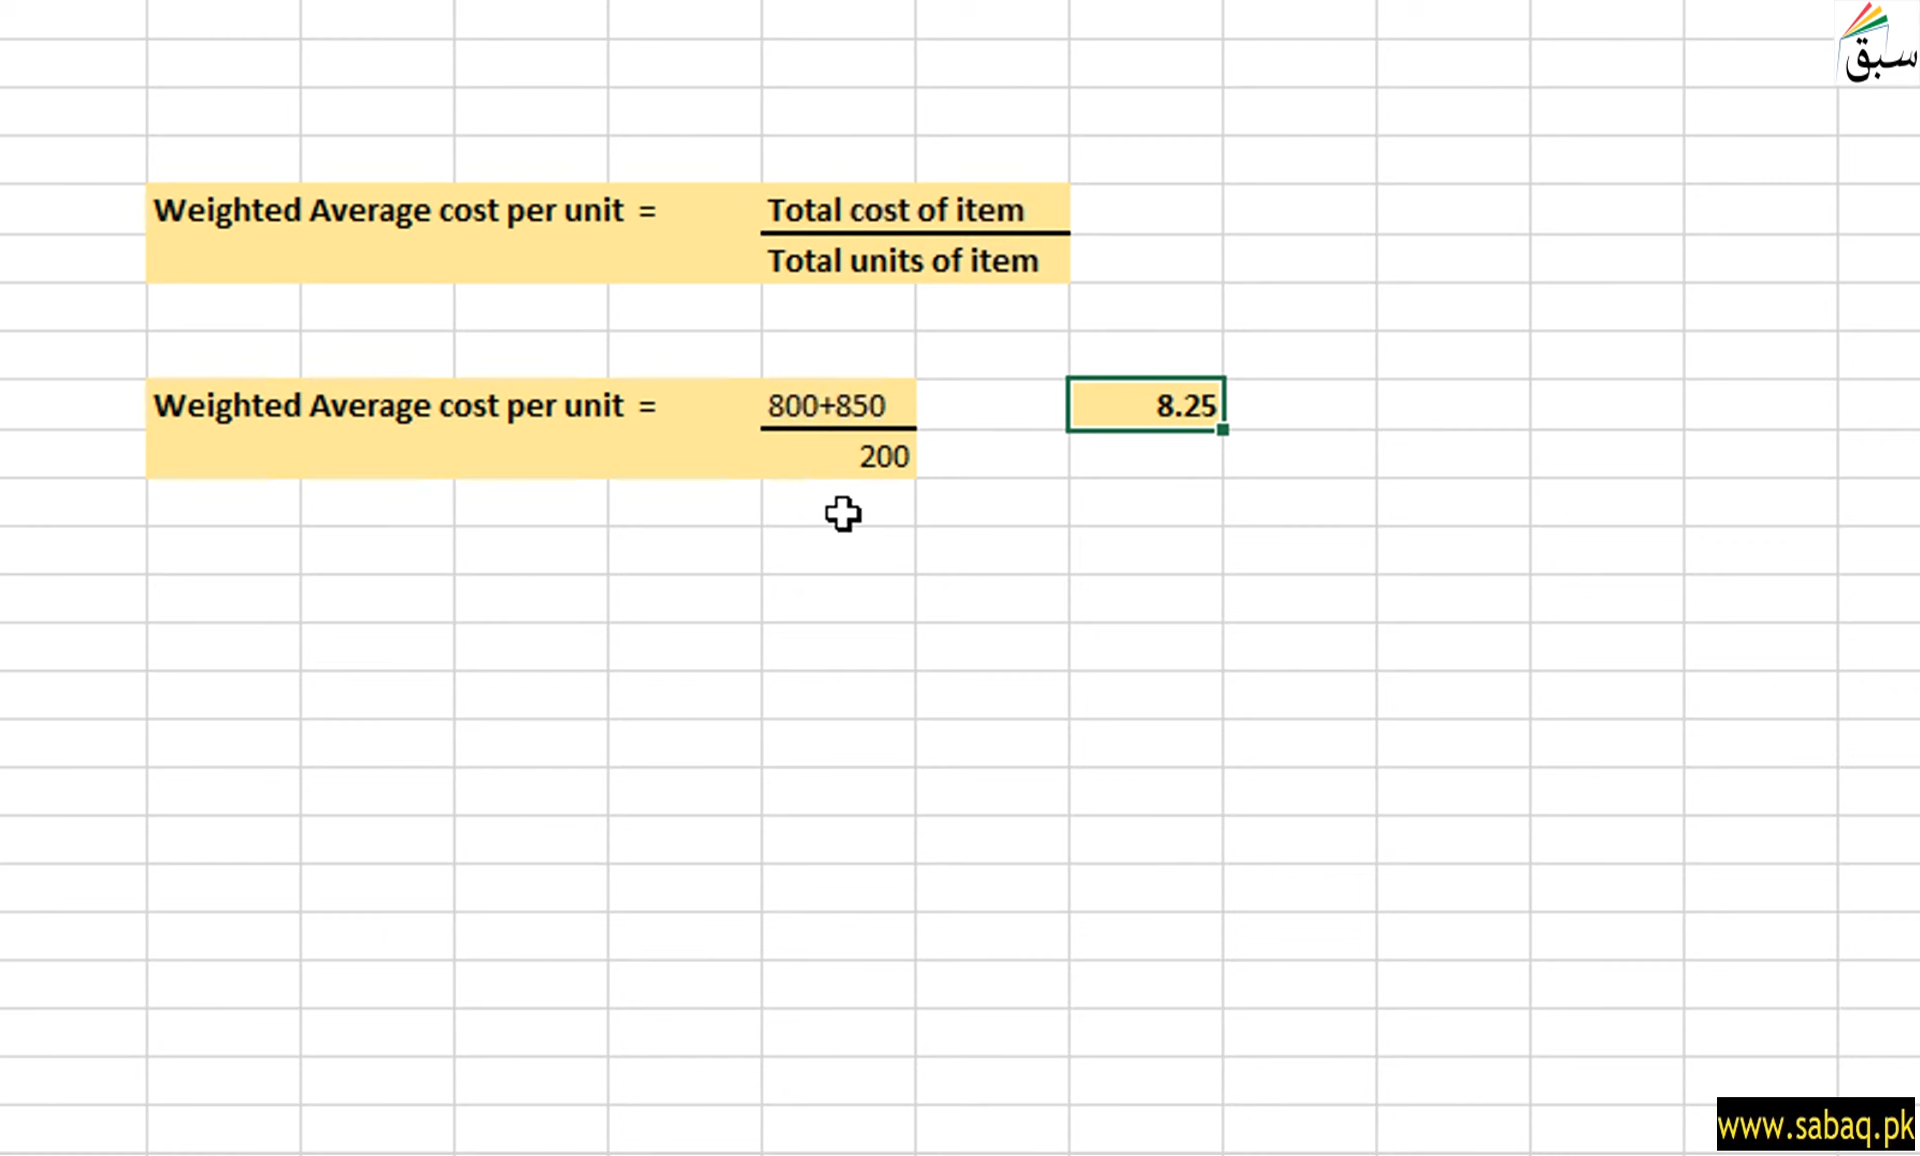 سبق
Weighted Average cost per unit = Total cost of item
Total units of item
Weighted Average cost per unit = 800+850 8.25
200
www.sabaq.pk